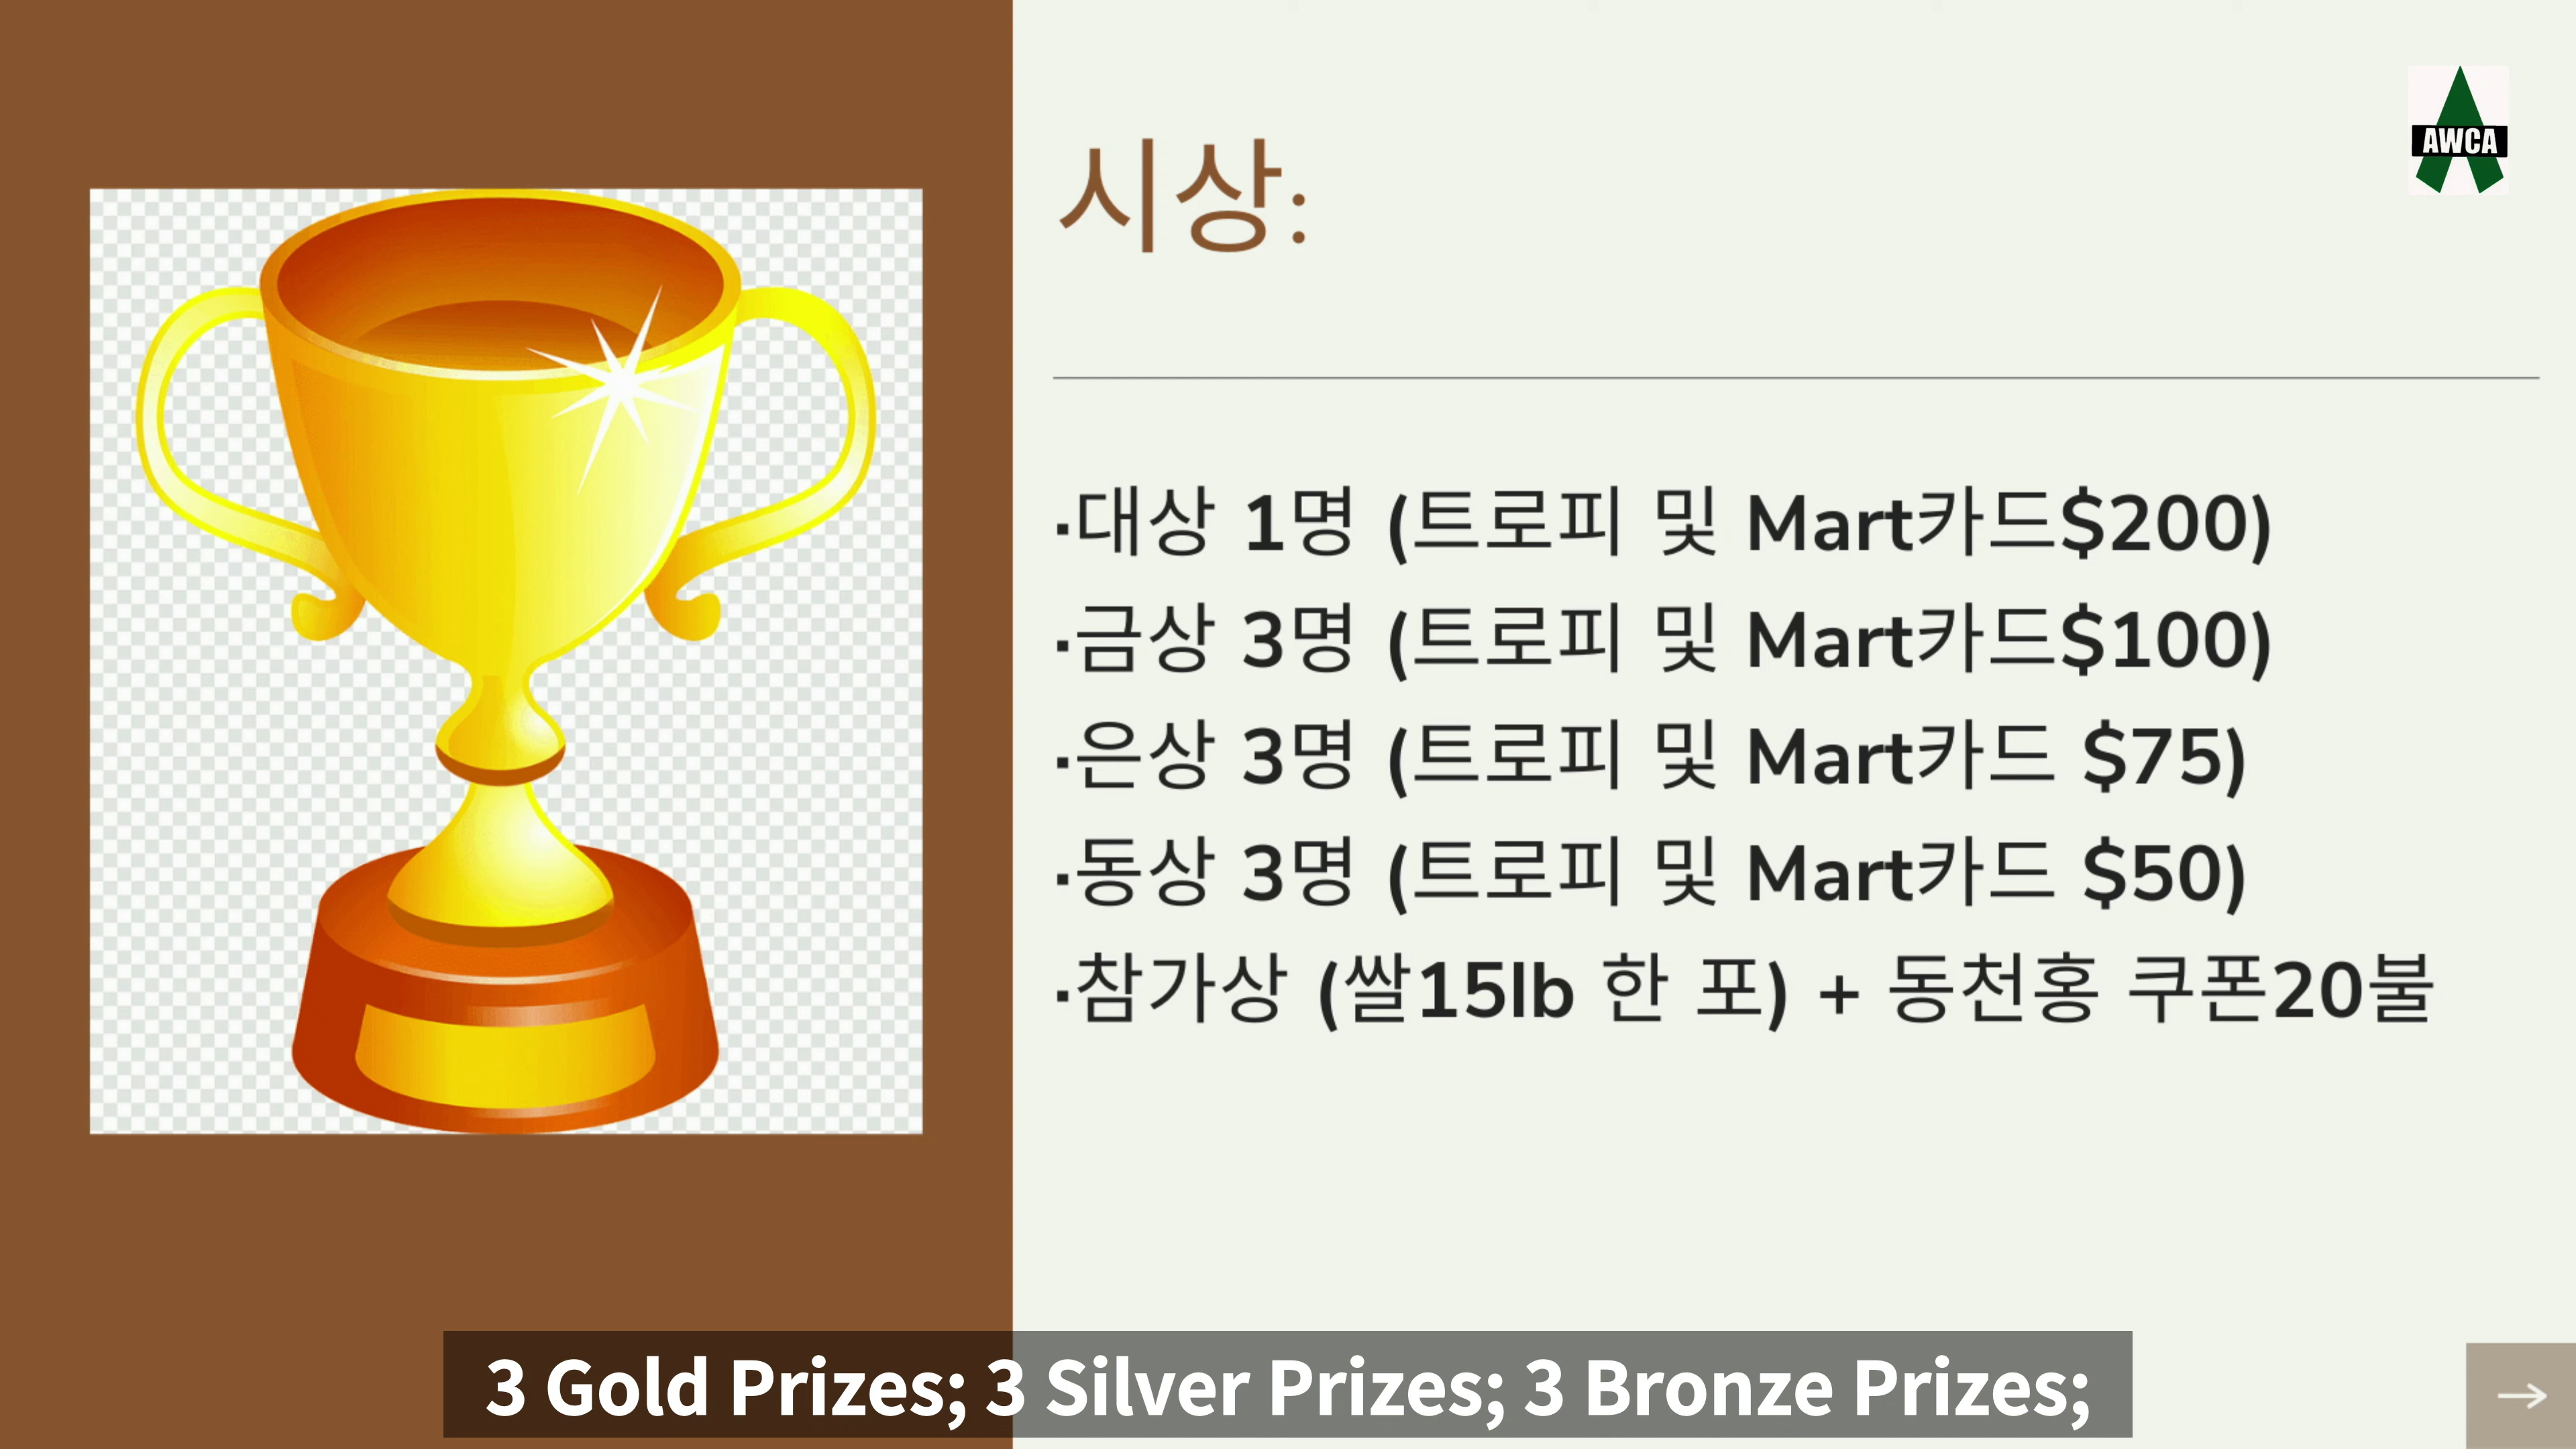 AWCA
시상:
·대상 1명 (트로피 및 Mart카드$200)
·금상 3명 (트로피 및 Mart카드$100)
·은상 3명 (트로피 및 Mart카드 $75)
·동상 3명 (트로피 및 Mart카드 $50)
·참가상 (쌀15lb 한 포) + 동천홍 쿠폰20불
3 Gold Prizes; 3 Silver Prizes; 3 Bronze Prizes;